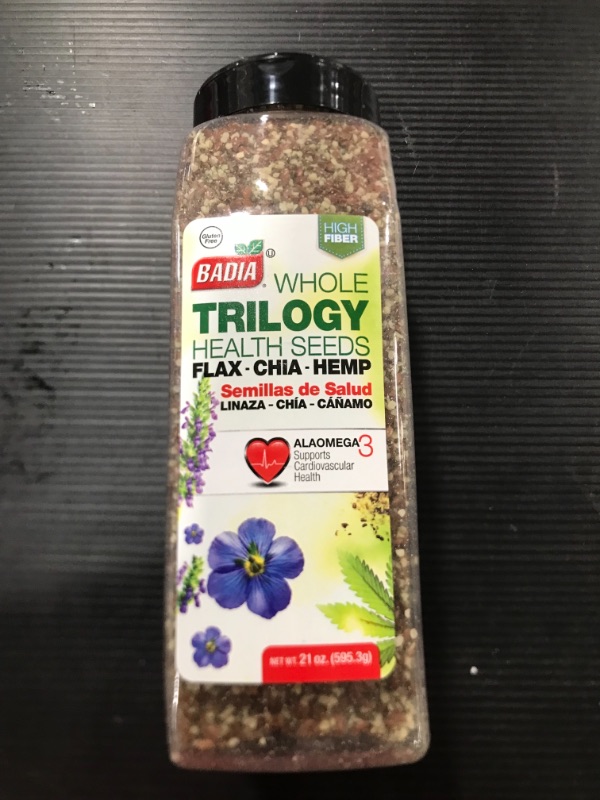 Gluten
Free
HIGH
FIBER
BADIA
WHOLE
TRILOGY
HEALTH SEEDS
FLAX - CHiA - HEMP
Semillas de Salud
LINAZA - CHÍA - CÁÑAMO
ALAOMEGA3
Supports
Cardiovascular
Health
NET WT. 21 oz. (595.3g)